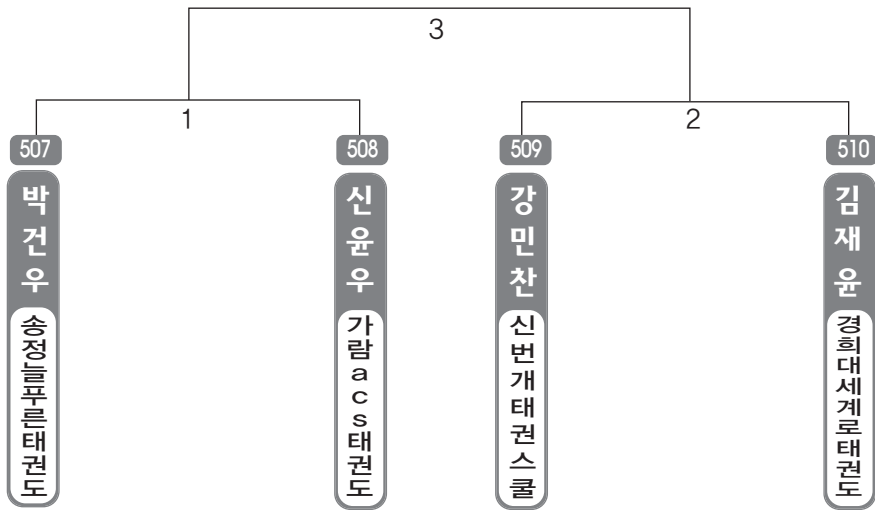 3
1
2
507
508
509
510
박건우
송정늘푸른태권도
신윤우
가람acs태권도
강민찬
신번개태권스쿨
김재윤
경희대세계로태권도